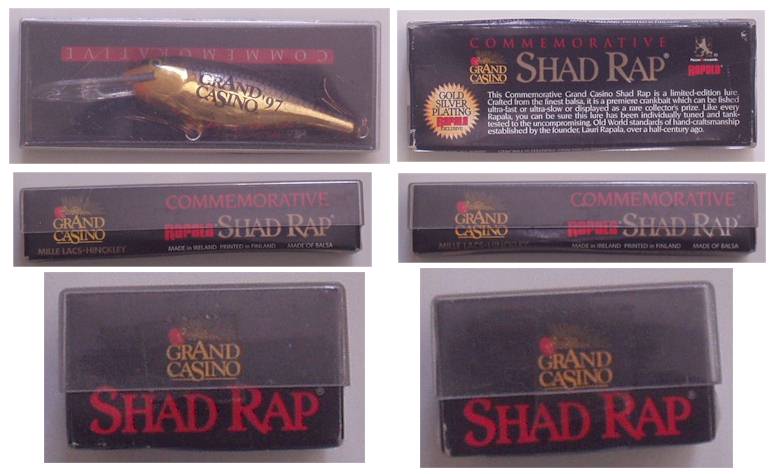 COMMEMORATIVE
GRAND
CASINO '97
COMMEMORATIVE
GRAND
CASINO
SHAD RAP®
Rapala®
GOLD
SILVER
PLATING
RAPALA
EXCLUSIVE
This Commemorative Grand Casino Shad Rap is a limited-edition lure.
Crafted from the finest balsa, it is a premiere crankbait which can be fished
ultra-fast or ultra-slow or displayed as a rare collector's prize. Like every
Rapala, you can be sure this lure has been individually tuned and tank-
tested to the uncompromising, Old World standards of hand-craftsmanship
established by the founder, Lauri Rapala, over a half-century ago.
GRAND
CASINO
MILLE LACS-HINCKLEY
COMMEMORATIVE
Rapala® SHAD RAP®
MADE in IRELAND PRINTED in FINLAND MADE OF BALSA
GRAND
CASINO
MILLE LACS-HINCKLEY
COMMEMORATIVE
Rapala® SHAD RAP®
MADE in IRELAND PRINTED in FINLAND MADE OF BALSA
GRAND
CASINO
SHAD RAP®
GRAND
CASINO
SHAD RAP®